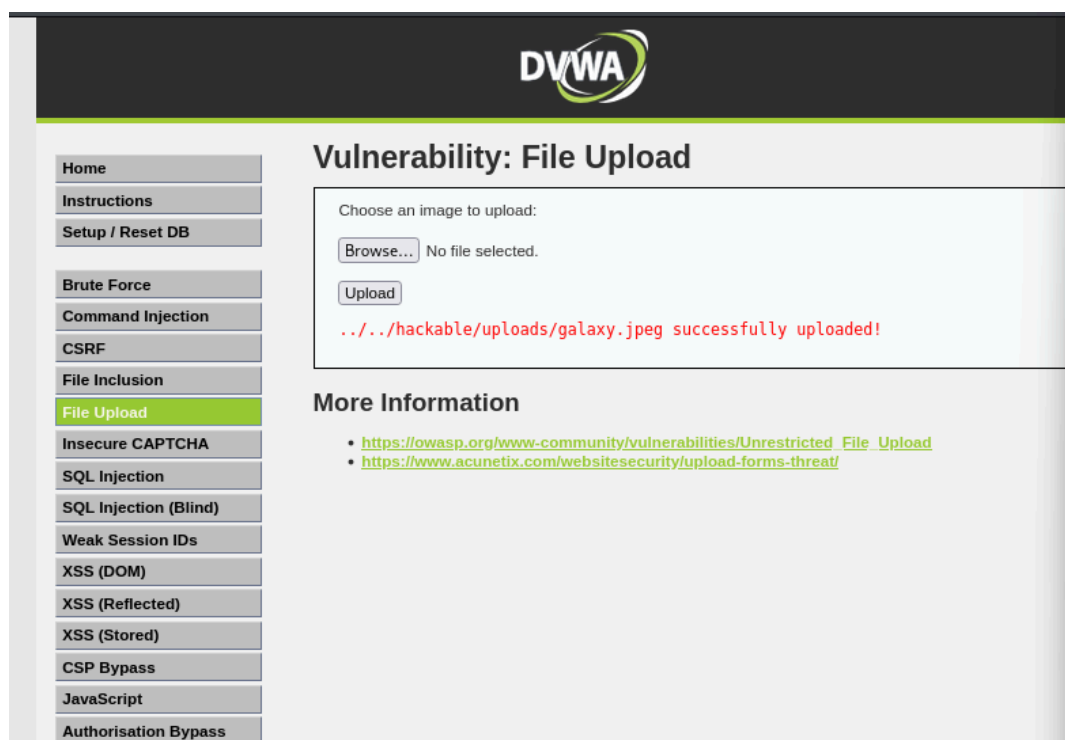 DVWA
Home
Instructions
Setup / Reset DB
Brute Force
Command Injection
CSRF
File Inclusion
File Upload
Insecure CAPTCHA
SQL Injection
SQL Injection (Blind)
Weak Session IDs
XSS (DOM)
XSS (Reflected)
XSS (Stored)
CSP Bypass
JavaScript
Authorisation Bypass
Vulnerability: File Upload
Choose an image to upload:
Browse... No file selected.
Upload
../../hackable/uploads/galaxy.jpeg successfully uploaded!
More Information
• https://owasp.org/www-community/vulnerabilities/Unrestricted_File_Upload
• https://www.acunetix.com/websitesecurity/upload-forms-threat/